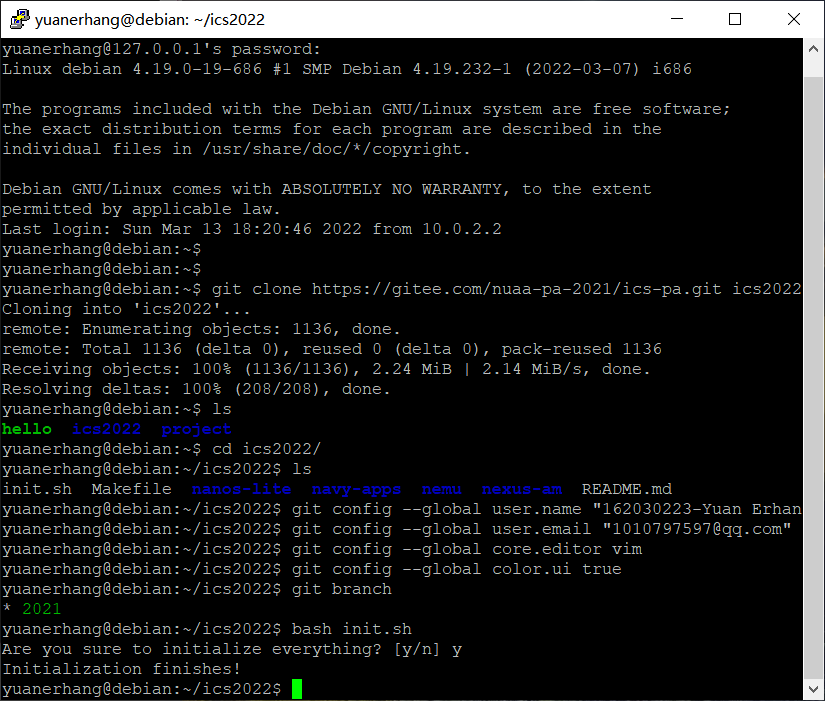 yuanerhang@debian: ~/ics2022
yuanerhang@127.0.0.1's password:
Linux debian 4.19.0-19-686 #1 SMP Debian 4.19.232-1 (2022-03-07) i686
The programs included with the Debian GNU/Linux system are free software;
the exact distribution terms for each program are described in the
individual files in /usr/share/doc/*/copyright.
Debian GNU/Linux comes with ABSOLUTELY NO WARRANTY, to the extent
permitted by applicable law.
Last login: Sun Mar 13 18:20:46 2022 from 10.0.2.2
yuanerhang@debian:~$
yuanerhang@debian:~$
yuanerhang@debian:~$ git clone https://gitee.com/nuaa-pa-2021/ics-pa.git ics2022
Cloning into 'ics2022'...
remote: Enumerating objects: 1136, done.
remote: Total 1136 (delta 0), reused 0 (delta 0), pack-reused 1136
Receiving objects: 100% (1136/1136), 2.24 MiB | 2.14 MiB/s, done.
Resolving deltas: 100% (208/208), done.
yuanerhang@debian:~$ ls
hello  ics2022  project
yuanerhang@debian:~$ cd ics2022/
yuanerhang@debian:~/ics2022$ ls
init.sh  Makefile  nanos-lite  navy-apps  nemu  nexus-am  README.md
yuanerhang@debian:~/ics2022$ git config --global user.name "162030223-Yuan Erhan
yuanerhang@debian:~/ics2022$ git config --global user.email "1010797597@qq.com"
yuanerhang@debian:~/ics2022$ git config --global core.editor vim
yuanerhang@debian:~/ics2022$ git config --global color.ui true
yuanerhang@debian:~/ics2022$ git branch
* 2021
yuanerhang@debian:~/ics2022$ bash init.sh
Are you sure to initialize everything? [y/n] y
Initialization finishes!
yuanerhang@debian:~/ics2022$